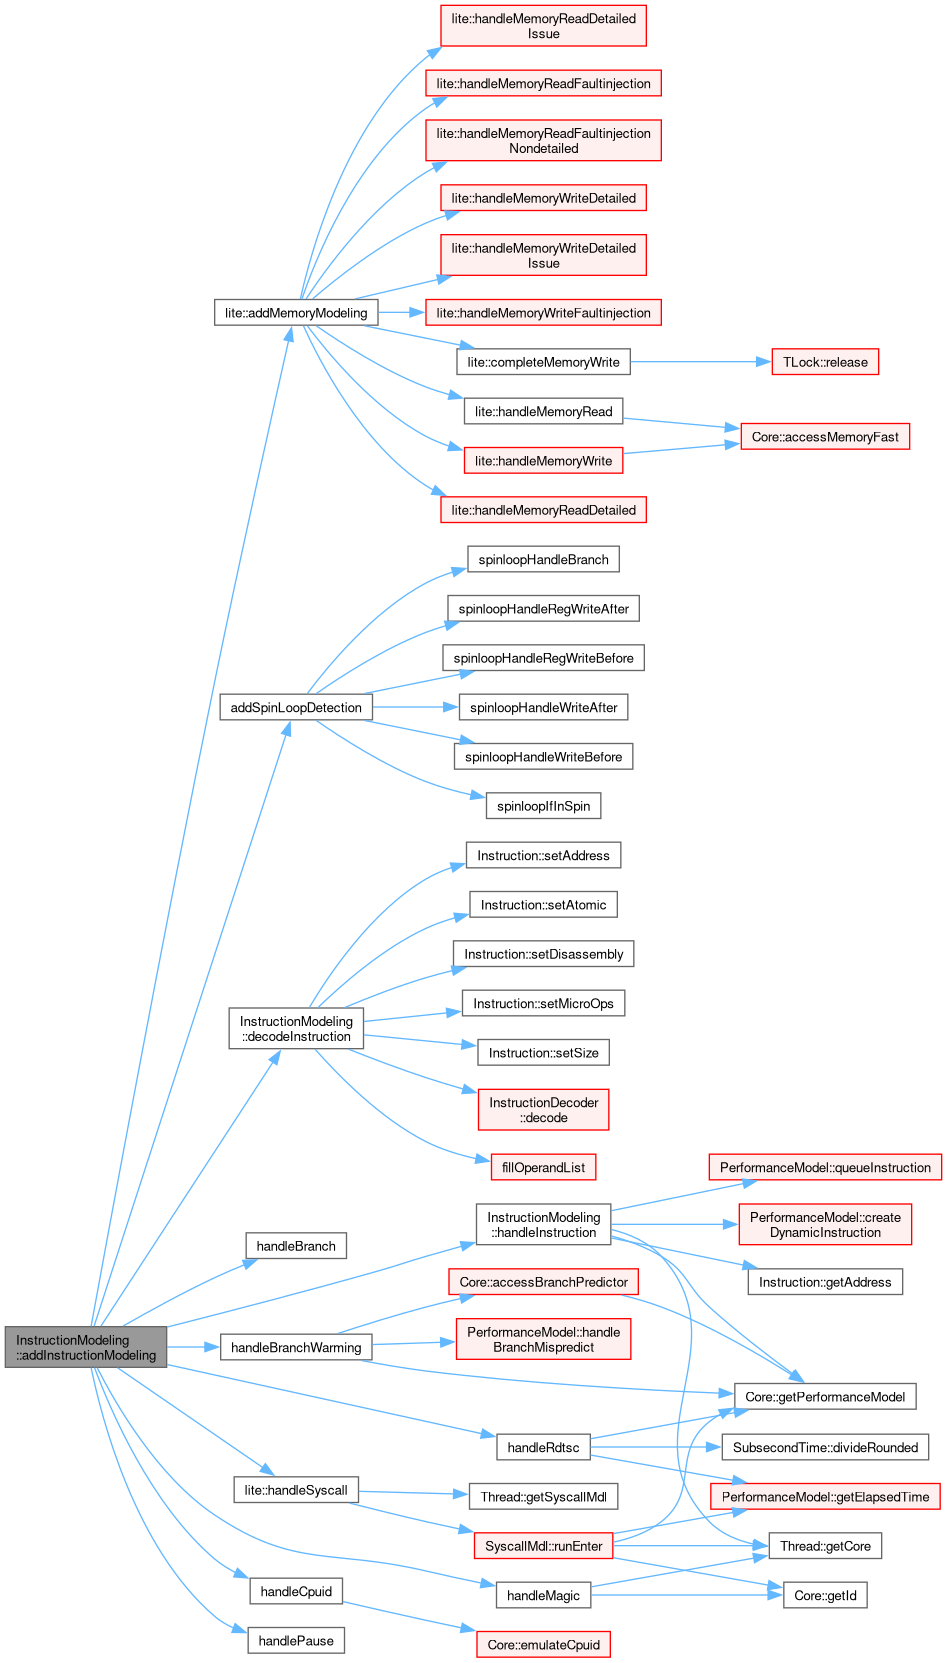 lite::handleMemoryReadDetailed
Issue
lite::handleMemoryReadFaultinjection
lite::handleMemoryReadFaultinjection
Nondetailed
lite::handleMemoryWriteDetailed
lite::handleMemoryWriteDetailed
Issue
lite::addMemoryModeling
lite::handleMemoryWriteFaultinjection
lite::completeMemoryWrite
TLock::release
lite::handleMemoryRead
Core::accessMemoryFast
lite::handleMemoryWrite
lite::handleMemoryReadDetailed
spinloopHandleBranch
spinloopHandleRegWriteAfter
spinloopHandleRegWriteBefore
addSpinLoopDetection
spinloopHandleWriteAfter
spinloopHandleWriteBefore
spinloopIfInSpin
Instruction::setAddress
Instruction::setAtomic
Instruction::setDisassembly
InstructionModeling
::decodeInstruction
Instruction::setMicroOps
Instruction::setSize
InstructionDecoder
::decode
fillOperandList
PerformanceModel::queueInstruction
InstructionModeling
::handleInstruction
PerformanceModel::create
DynamicInstruction
handleBranch
Instruction::getAddress
Core::accessBranchPredictor
InstructionModeling
::addInstructionModeling
handleBranchWarming
PerformanceModel::handle
BranchMispredict
Core::getPerformanceModel
handleRdtsc
SubsecondTime::divideRounded
lite::handleSyscall
Thread::getSyscallMdl
PerformanceModel::getElapsedTime
SyscallMdl::runEnter
Thread::getCore
handleCpuid
handleMagic
Core::getId
handlePause
Core::emulateCpuid